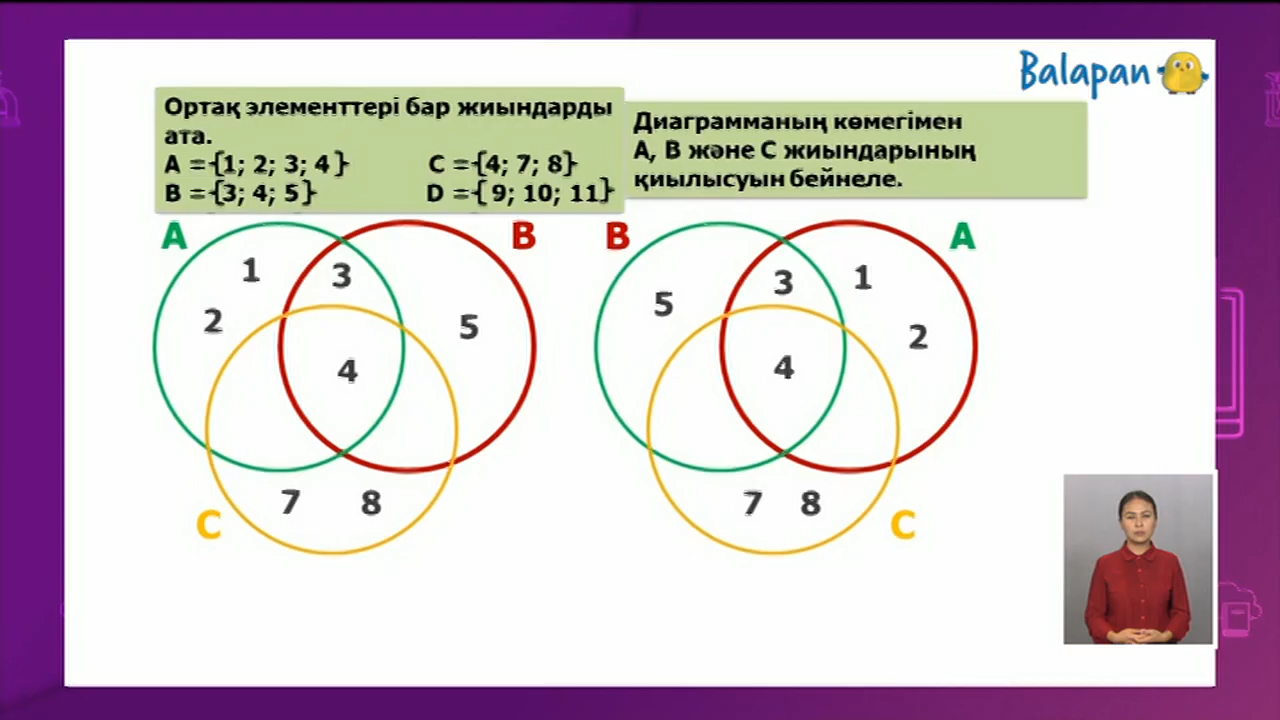 Balapan
Ортақ элементтері бар жиындарды
ата.
A ={1; 2; 3; 4 } C ={4; 7; 8}
B ={3; 4; 5} D ={ 9; 10; 11}
Диаграмманың көмегімен
А, В және С жиындарының
қиылысуын бейнеле.
A B
1 3
2 5
4
7 8
C
B A
3 1
5 2
4
7 8
C